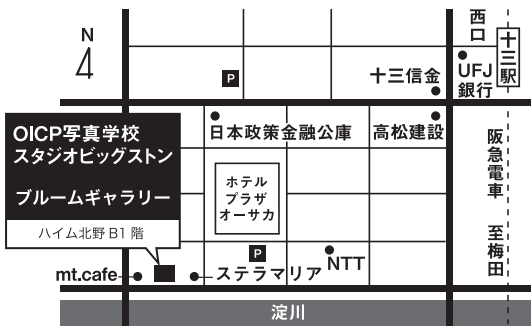 N
4
西口
十三駅
P
十三信金
UFJ
銀行
OICP写真学校
スタジオビッグストン
ブルームギャラリー
ハイム北野 B1 階
日本政策金融公庫
高松建設
阪急電車 至梅田
ホテル
プラザ
オーサカ
P
NTT
mt.cafe
ステラマリア
淀川